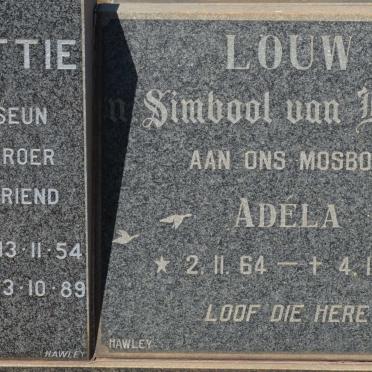 TTIE
SEUN
ROER
RIEND
13·11·54
3·10·89
HAWLEY
LOUW
n Simbool van
AAN ONS MOSBO
ADELA
* 2.11.64 — † 4.1
LOOF DIE HERE
HAWLEY